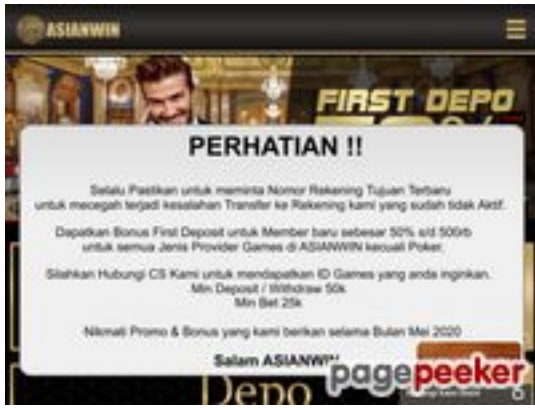 ASIANWIN
FIRST DEPO
PERHATIAN !!
Selalu Pastikan untuk meminta Nomor Rekening Tujuan Terbaru
untuk mecegah terjadi kesalahan Transfer ke Rekening kami yang sudah tidak Aktif.
Dapatkan Bonus First Deposit untuk Member baru sebesar 50% s/d 500rb
untuk semua Jenis Provider Games di ASIANWIN kecuali Poker.
Silahkan Hubungi CS Kami untuk mendapatkan ID Games yang anda inginkan.
Min Deposit / Withdraw 50k
Min Bet 25k
Nikmati Promo & Bonus yang kami berikan selama Bulan Mei 2020
Salam ASIANWIN
Depo
pagepeeker